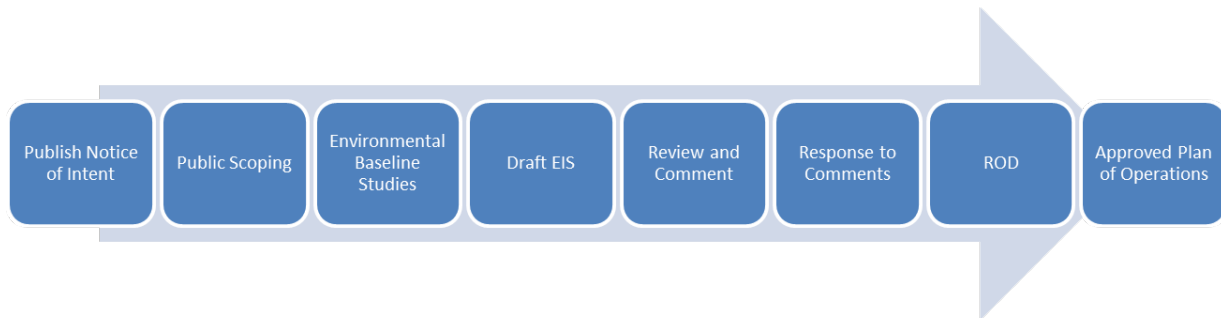 Publish Notice
of Intent
Public Scoping
Environmental
Baseline
Studies
Draft EIS
Review and
Comment
Response to
Comments
ROD
Approved Plan
of Operations